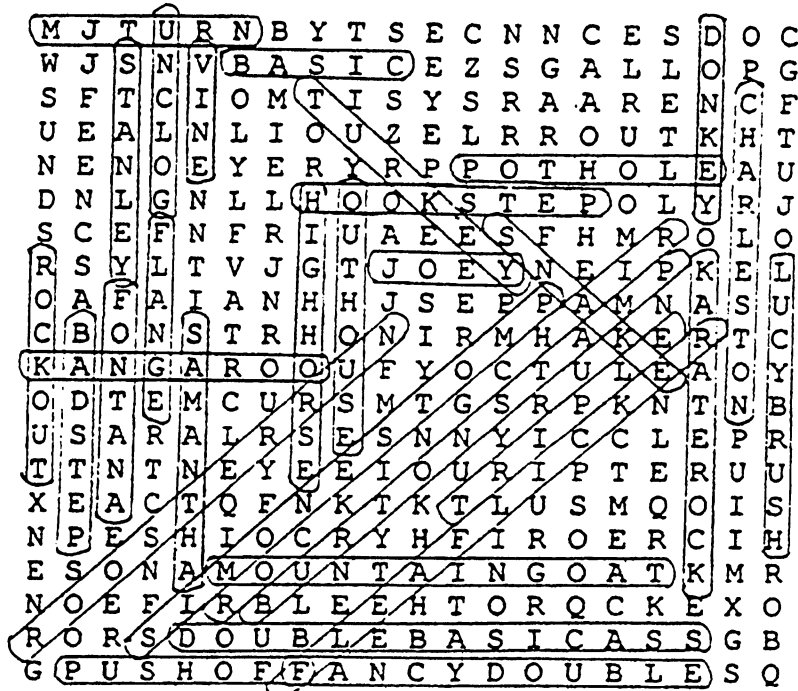 M J T U R N B Y T S E C N N C E S D O C
W J S N V B A S I C E Z S G A L L O P G
S F T C I O M T I S Y S R A A R E N C F
U E A L N L I O U Z E L R R O U T K H T
N E N O E Y E R Y R P P O T H O L E A U
D N L G N L L H O O K S T E P O L Y R J
S C E F N F R I U A E E S F H M R O L O
R S Y L T V J G T J O E Y N E I P K E L
O A F A I A N H H J S E P P A M N A S U
C B O N S T R H O N I R M H A K E R T C
K A N G A R O O U F Y O C T U L E A O Y
O D T E M C U R S M T G S R P K N T N B
U S A R A L R S E S N N Y I C C L E P R
T T N T N E Y E E I O U R I P T E R U U
X E A C T Q F N K T K T L U S M Q O I S
N P E S H I O C R Y H F I R O E R C I H
E S O N A M O U N T A I N G O A T K M R
N O E F I R B L E E H T O R Q C K E X O
R O R S D O U B L E B A S I C A S S G B
G P U S H O F F A N C Y D O U B L E S Q